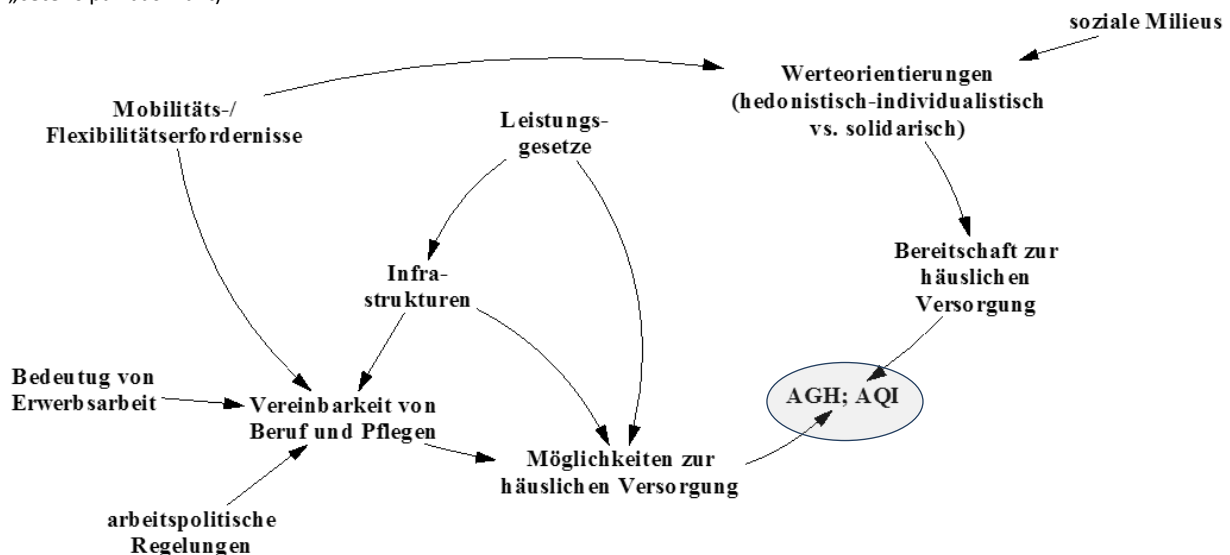 soziale Milieus
Werteorientierungen
(hedonistisch-individualistisch
vs. solidarisch)
Mobilitäts-/
Flexibilitätserfordernisse
Leistungs-
gesetze
Bereitschaft zur
häuslichen
Versorgung
Infra-
strukturen
Bedeutug von
Erwerbsarbeit
Vereinbarkeit von
Beruf und Pflegen
AGH; AQI
Möglichkeiten zur
häuslichen Versorgung
arbeitspolitische
Regelungen